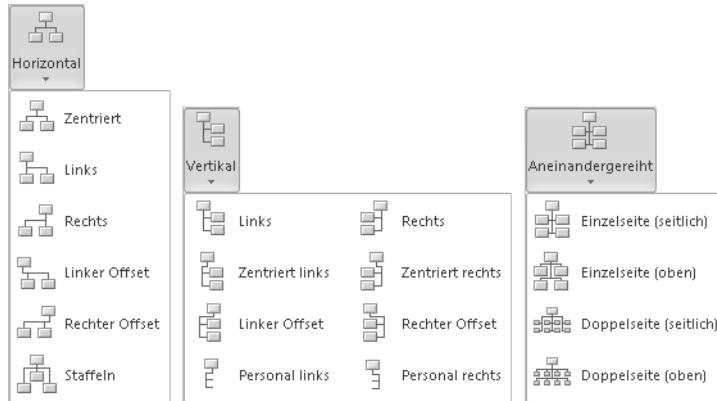 Horizontal
Zentriert
Links
Rechts
Linker Offset
Rechter Offset
Staffeln
Vertikal
Links
Rechts
Zentriert links
Zentriert rechts
Linker Offset
Rechter Offset
Personal links
Personal rechts
Aneinandergereiht
Einzelseite (seitlich)
Einzelseite (oben)
Doppelseite (seitlich)
Doppelseite (oben)